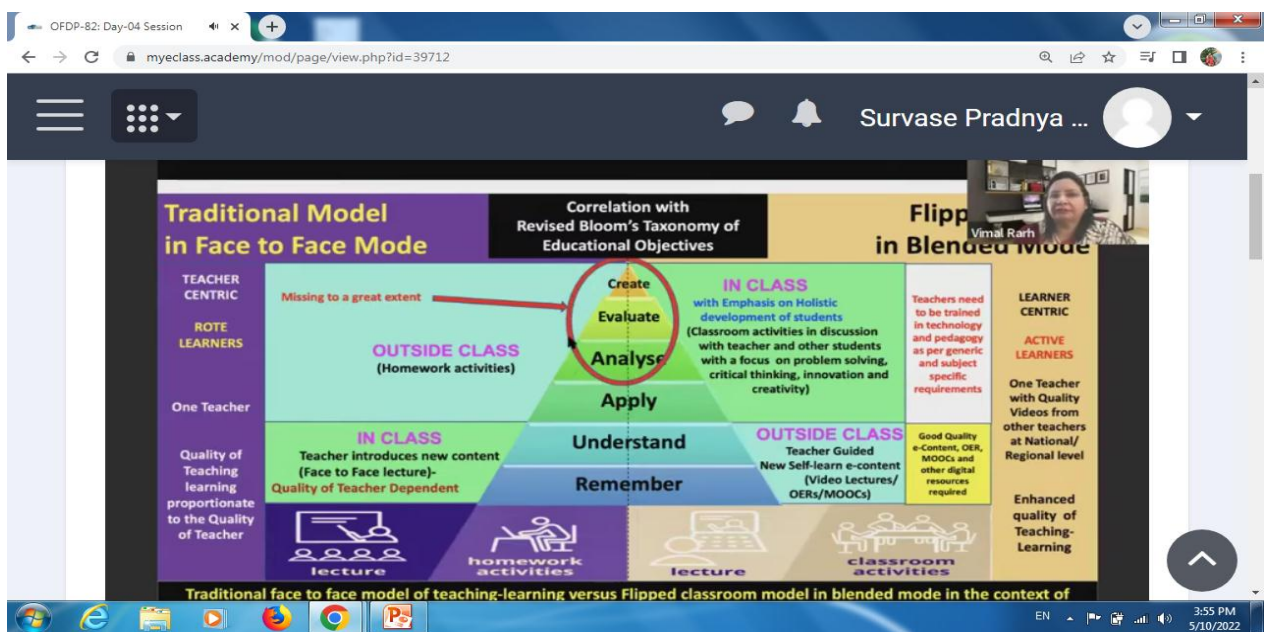 OFDP-82: Day-04 Session
myeclass.academy/mod/page/view.php?id=39712
Survase Pradnya ...
Traditional Model
in Face to Face Mode
Correlation with
Revised Bloom's Taxonomy of
Educational Objectives
Flipp
in Blended Mode
Vimal Rarh
TEACHER
CENTRIC
ROTE
LEARNERS
One Teacher
Quality of
Teaching
learning
proportionate
to the Quality
of Teacher
Missing to a great extent
OUTSIDE CLASS
(Homework activities)
IN CLASS
Teacher introduces new content
(Face to Face lecture)-
Quality of Teacher Dependent
Create
Evaluate
Analyse
Apply
Understand
Remember
IN CLASS
with Emphasis on Holistic
development of students
(Classroom activities in discussion
with teacher and other students
with a focus on problem solving,
critical thinking, innovation and
creativity)
OUTSIDE CLASS
Teacher Guided
New Self-learn e-content
(Video Lectures/
OERs/MOOCs)
Teachers need
to be trained
in technology
and pedagogy
as per generic
and subject
specific
requirements
Good Quality
e-Content, OER,
MOOCs and
other digital
resources
required
LEARNER
CENTRIC
ACTIVE
LEARNERS
One Teacher
with Quality
Videos from
other teachers
at National/
Regional level
Enhanced
quality of
Teaching-
Learning
lecture
homework
activities
lecture
classroom
activities
Traditional face to face model of teaching-learning versus Flipped classroom model in blended mode in the context of
EN
3:55 PM
5/10/2022